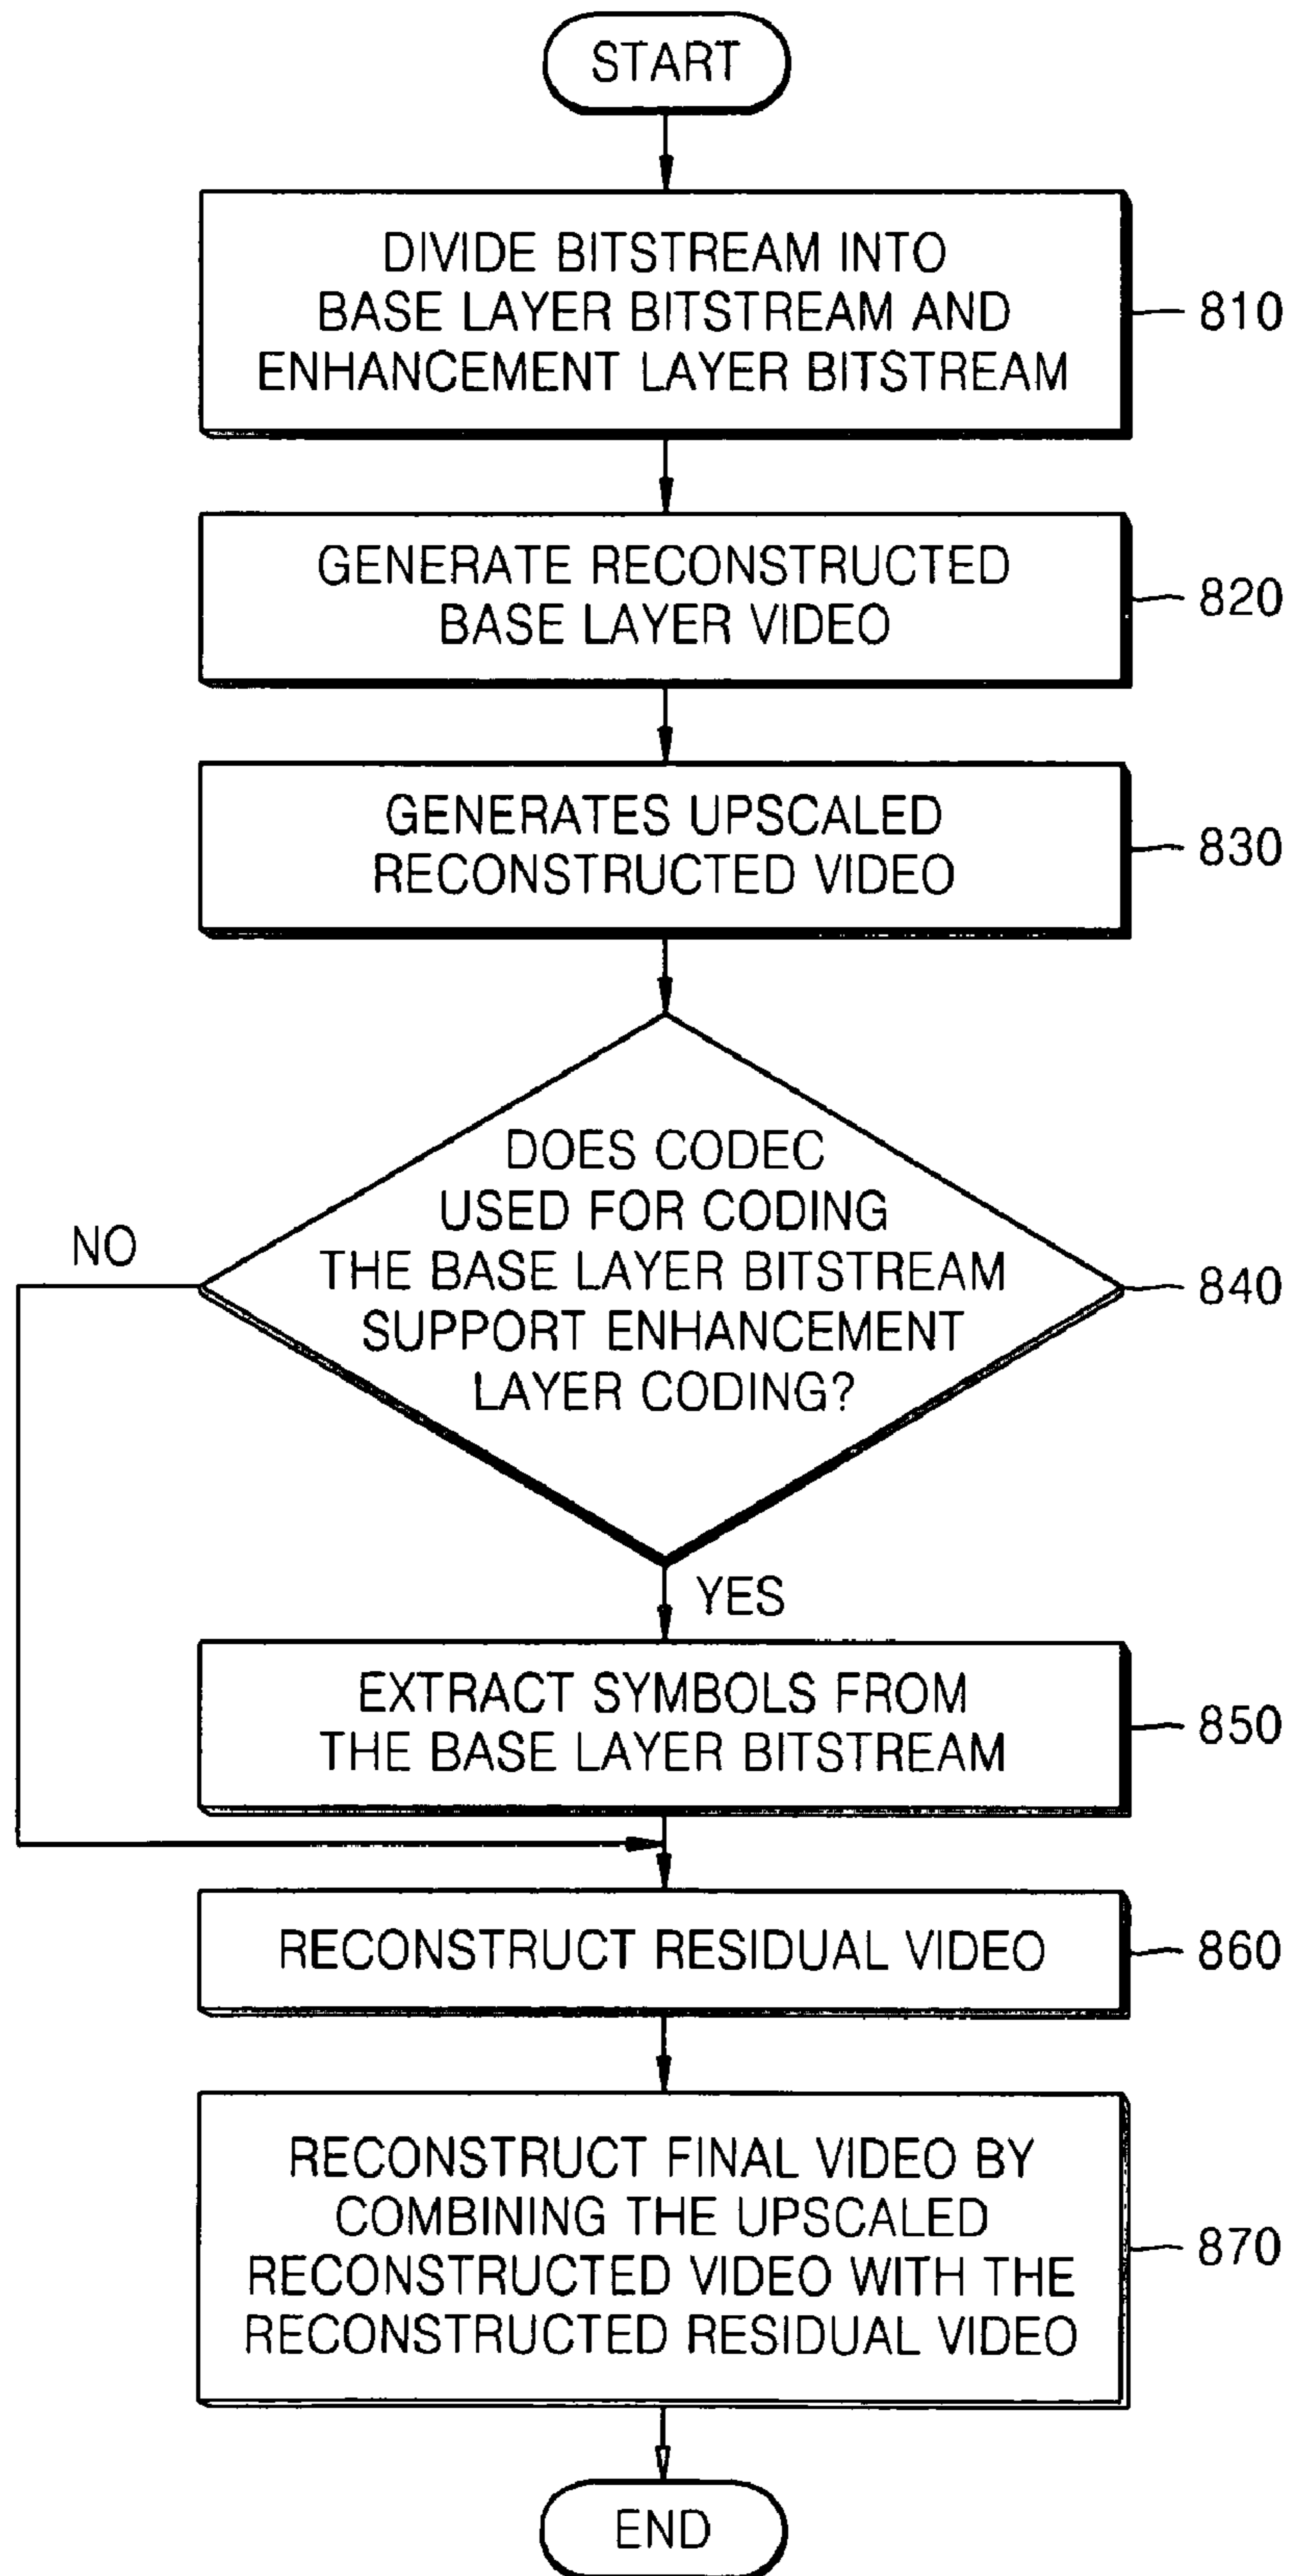 START
DIVIDE BITSTREAM INTO
BASE LAYER BITSTREAM AND
ENHANCEMENT LAYER BITSTREAM
810
GENERATE RECONSTRUCTED
BASE LAYER VIDEO
820
GENERATES UPSCALED
RECONSTRUCTED VIDEO
830
DOES CODEC
USED FOR CODING
THE BASE LAYER BITSTREAM
SUPPORT ENHANCEMENT
LAYER CODING?
840
NO
YES
EXTRACT SYMBOLS FROM
THE BASE LAYER BITSTREAM
850
RECONSTRUCT RESIDUAL VIDEO
860
RECONSTRUCT FINAL VIDEO BY
COMBINING THE UPSCALED
RECONSTRUCTED VIDEO WITH THE
RECONSTRUCTED RESIDUAL VIDEO
870
END